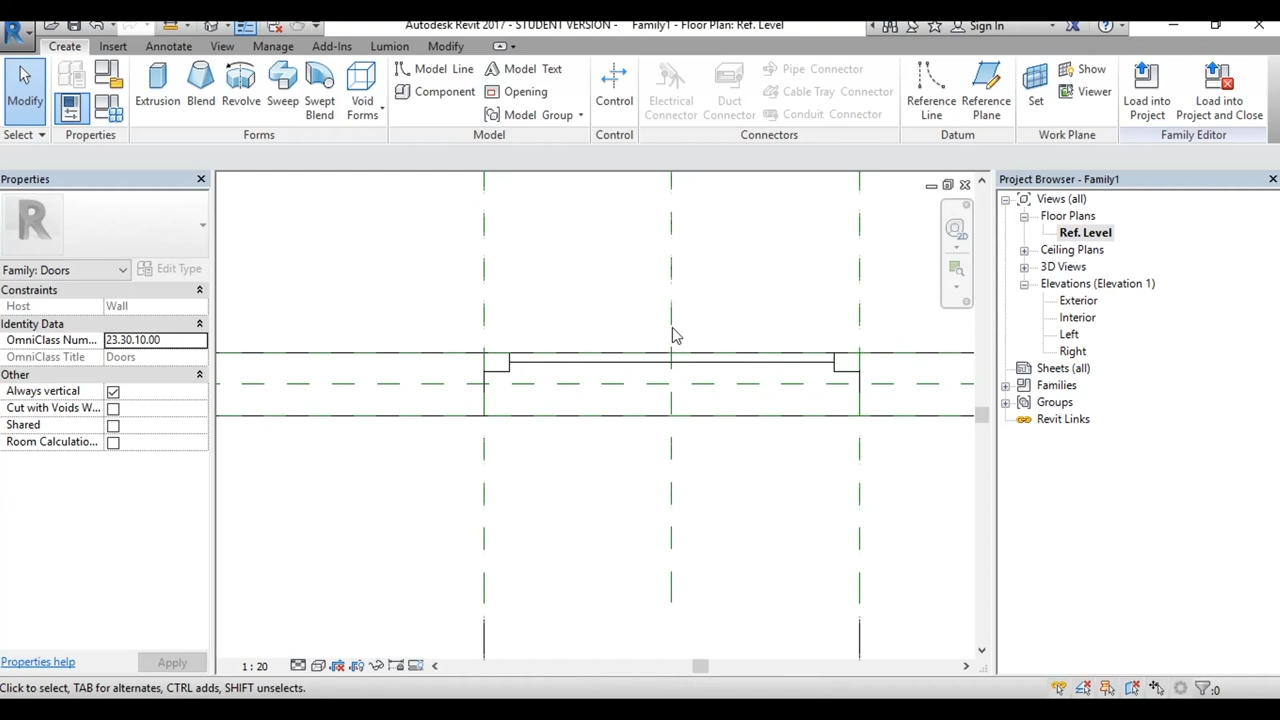 Autodesk Revit 2017 - STUDENT VERSION - Family1 - Floor Plan: Ref. Level
Sign In
Create Insert Annotate View Manage Add-Ins Lumion Modify
Modify
Extrusion Blend Revolve Sweep Swept Blend Void Forms
Model Line
Component
Model Text
Opening
Model Group
Control
Electrical Connector
Duct Connector
Pipe Connector
Cable Tray Connector
Conduit Connector
Reference Line
Reference Plane
Set
Show
Viewer
Load into Project
Load into Project and Close
Select Properties Forms Model Control Connectors Datum Work Plane Family Editor
Properties
Family: Doors
Edit Type
Constraints
Host Wall
Identity Data
OmniClass Num... 23.30.10.00
OmniClass Title Doors
Other
Always vertical
Cut with Voids W...
Shared
Room Calculatio...
Properties help
Apply
2D
1 : 20
Project Browser - Family1
Views (all)
Floor Plans
Ref. Level
Ceiling Plans
3D Views
Elevations (Elevation 1)
Exterior
Interior
Left
Right
Sheets (all)
Families
Groups
Revit Links
Click to select, TAB for alternates, CTRL adds, SHIFT unselects.
:0